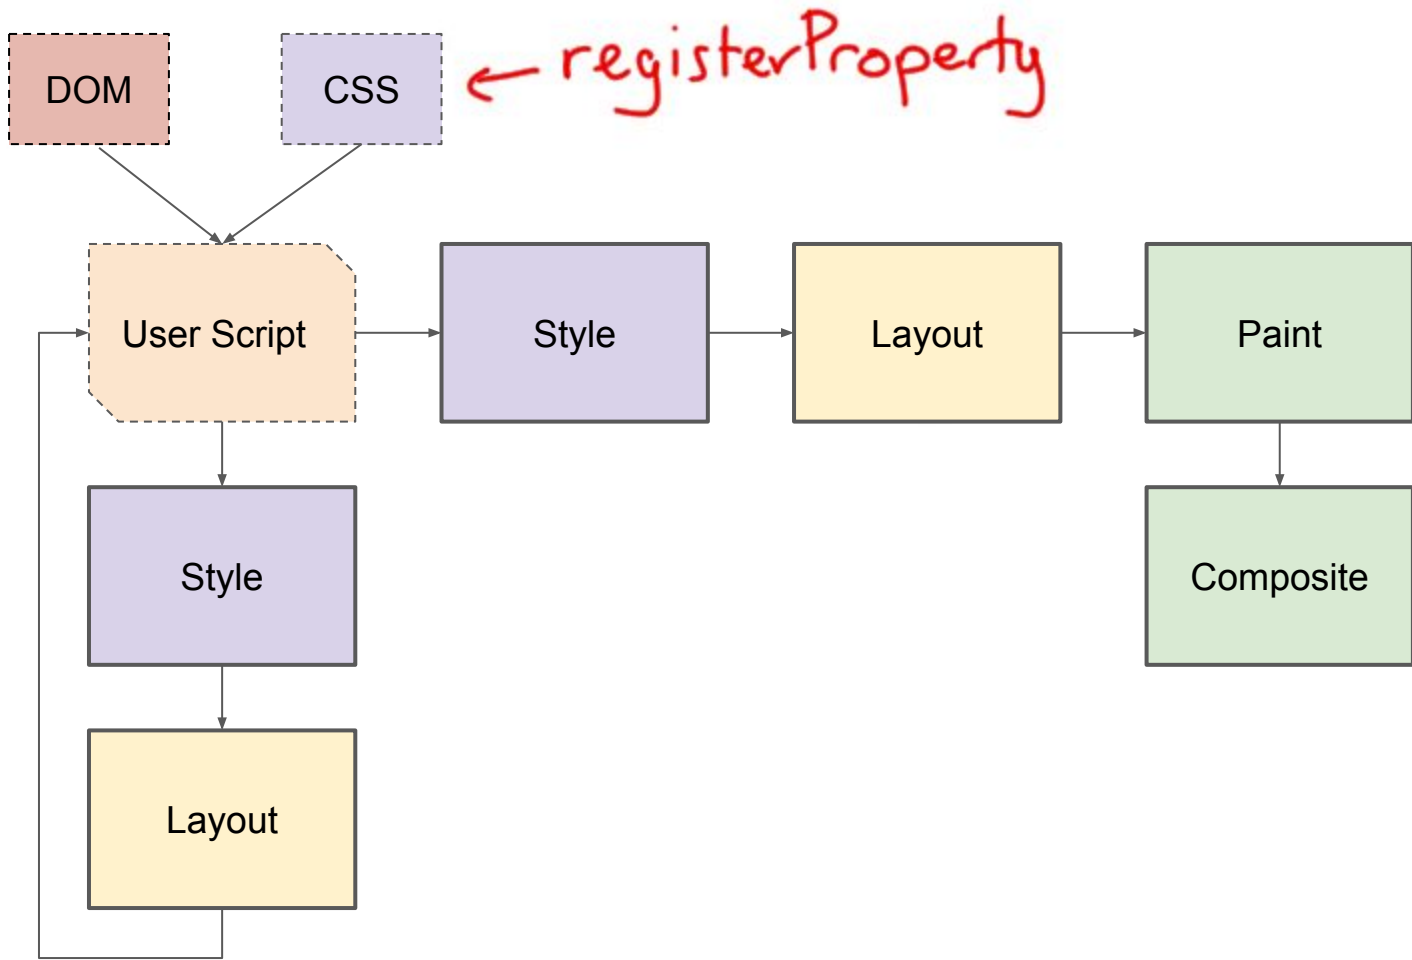 DOM
CSS
registerProperty
User Script
Style
Layout
Paint
Style
Composite
Layout